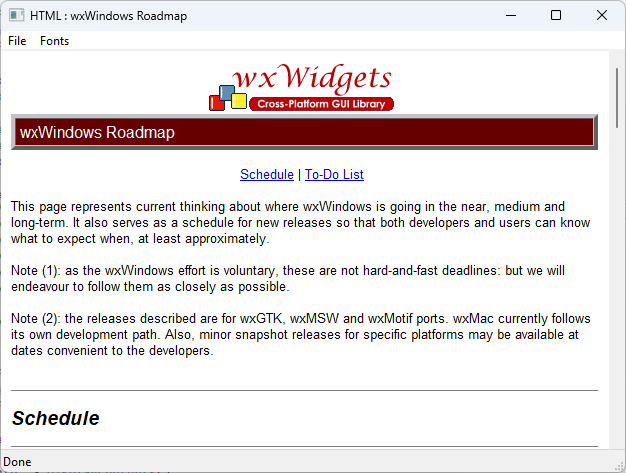 HTML : wxWindows Roadmap
File Fonts
wxWidgets
Cross-Platform GUI Library
wxWindows Roadmap
Schedule | To-Do List
This page represents current thinking about where wxWindows is going in the near, medium and
long-term. It also serves as a schedule for new releases so that both developers and users can know
what to expect when, at least approximately.
Note (1): as the wxWindows effort is voluntary, these are not hard-and-fast deadlines: but we will
endeavour to follow them as closely as possible.
Note (2): the releases described are for wxGTK, wxMSW and wxMotif ports. wxMac currently follows
its own development path. Also, minor snapshot releases for specific platforms may be available at
dates convenient to the developers.
Schedule
Done